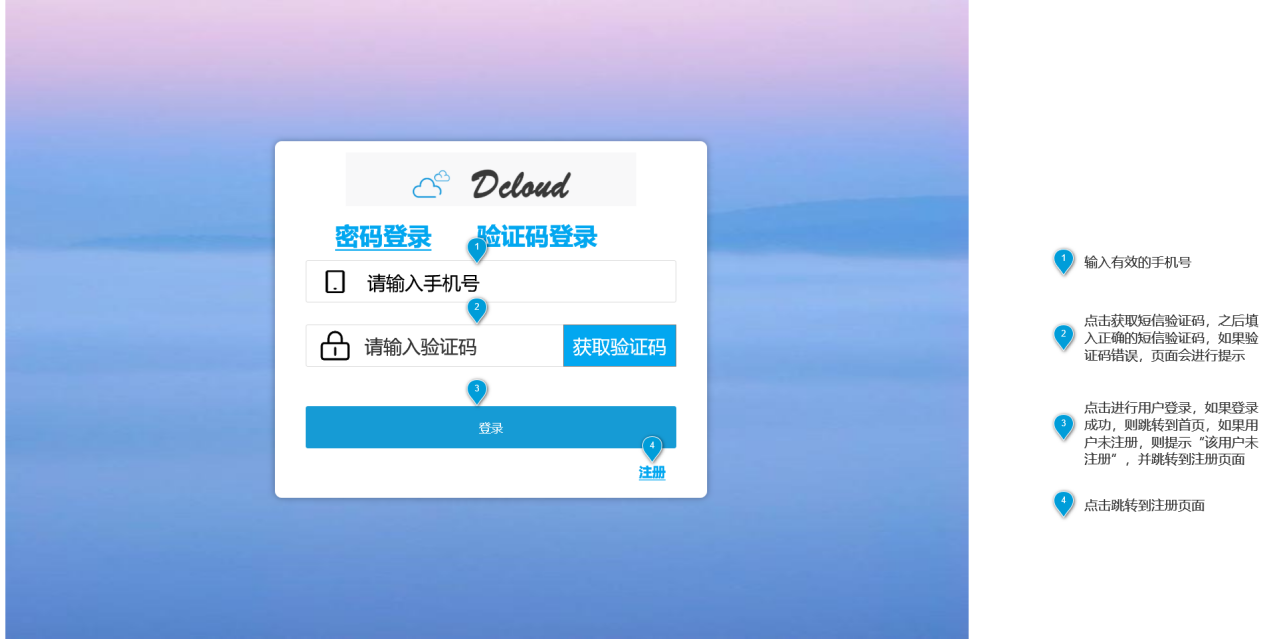 Dcloud
密码登录 验证码登录
1
请输入手机号
2
请输入验证码 获取验证码
3
登录
4
注册
1 输入有效的手机号
点击获取短信验证码，之后填
2 入正确的短信验证码，如果验
证码错误，页面会进行提示
点击进行用户登录，如果登录
3 成功，则跳转到首页，如果用
户未注册，则提示“该用户未
注册”，并跳转到注册页面
4 点击跳转到注册页面